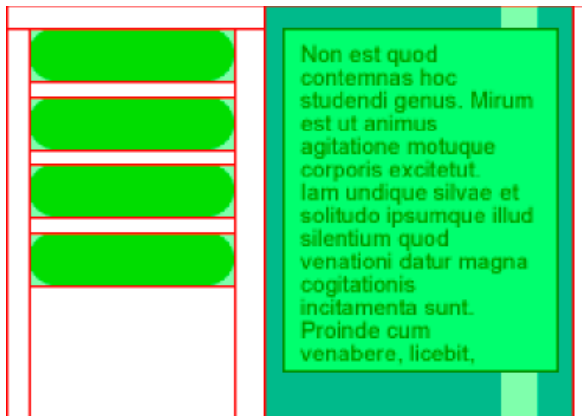 Non est quod
contemnas hoc
studendi genus. Mirum
est ut animus
agitatione motuque
corporis excitetut.
Iam undique silvae et
solitudo ipsumque illud
silentium quod
venationi datur magna
cogitationis
incitamenta sunt.
Proinde cum
venabere, licebit,